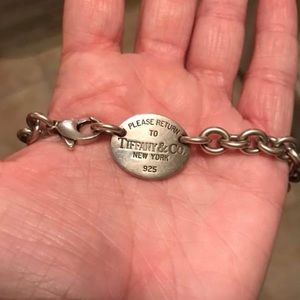 PLEASE RETURN
TO
TIFFANY & CO.
NEW YORK
925